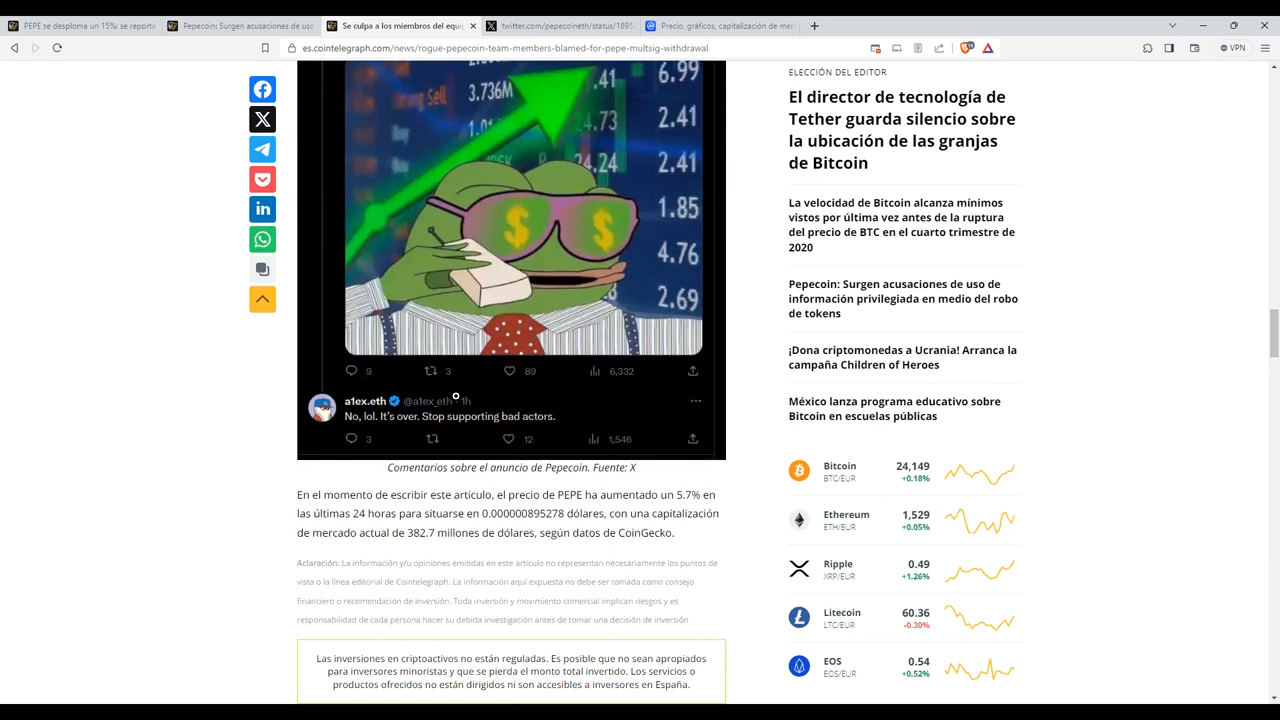 PEPE se desploma un 15%: se reporta
Pepecoin: Surgen acusaciones de uso
Se culpa a los miembros del equip
twitter.com/pepecoineth/status/1695
Precio, gráficos, capitalización de mer
es.cointelegraph.com/news/rogue-pepecoin-team-members-blamed-for-pepe-multsig-withdrawal
VPN
ELECCIÓN DEL EDITOR
El director de tecnología de
Tether guarda silencio sobre
la ubicación de las granjas
de Bitcoin
La velocidad de Bitcoin alcanza mínimos
vistos por última vez antes de la ruptura
del precio de BTC en el cuarto trimestre de
2020
Pepecoin: Surgen acusaciones de uso de
información privilegiada en medio del robo
de tokens
¡Dona criptomonedas a Ucrania! Arranca la
campaña Children of Heroes
México lanza programa educativo sobre
Bitcoin en escuelas públicas
Bitcoin 24,149
BTC/EUR +0.18%
Ethereum 1,529
ETH/EUR +0.05%
Ripple 0.49
XRP/EUR +1.26%
Litecoin 60.36
LTC/EUR -0.30%
EOS 0.54
EOS/EUR +0.52%
Strong Sell
3.736M
.41
6.99
4.73
2.41
24.24
2.41
1.85
4.76
2.69
9 3 89 6,332
a1ex.eth @a1ex_eth · 1h
No, lol. It's over. Stop supporting bad actors.
3 12 1,546
Comentarios sobre el anuncio de Pepecoin. Fuente: X
En el momento de escribir este artículo, el precio de PEPE ha aumentado un 5.7% en
las últimas 24 horas para situarse en 0.000000895278 dólares, con una capitalización
de mercado actual de 382.7 millones de dólares, según datos de CoinGecko.
Aclaración: La información y/u opiniones emitidas en este artículo no representan necesariamente los puntos de
vista o la línea editorial de Cointelegraph. La información aquí expuesta no debe ser tomada como consejo
financiero o recomendación de inversión. Toda inversión y movimiento comercial implican riesgos y es
responsabilidad de cada persona hacer su debida investigación antes de tomar una decisión de inversión
Las inversiones en criptoactivos no están reguladas. Es posible que no sean apropiados
para inversores minoristas y que se pierda el monto total invertido. Los servicios o
productos ofrecidos no están dirigidos ni son accesibles a inversores en España.